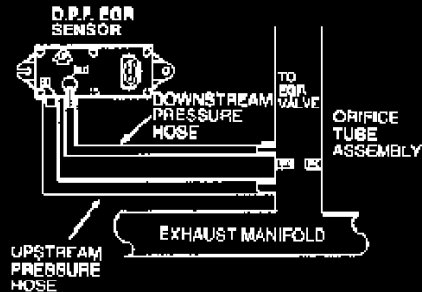 D.P.F. EGR
SENSOR
DOWNSTREAM
PRESSURE
HOSE
TO
EGR
VALVE
ORIFICE
TUBE
ASSEMBLY
EXHAUST MANIFOLD
UPSTREAM
PRESSURE
HOSE